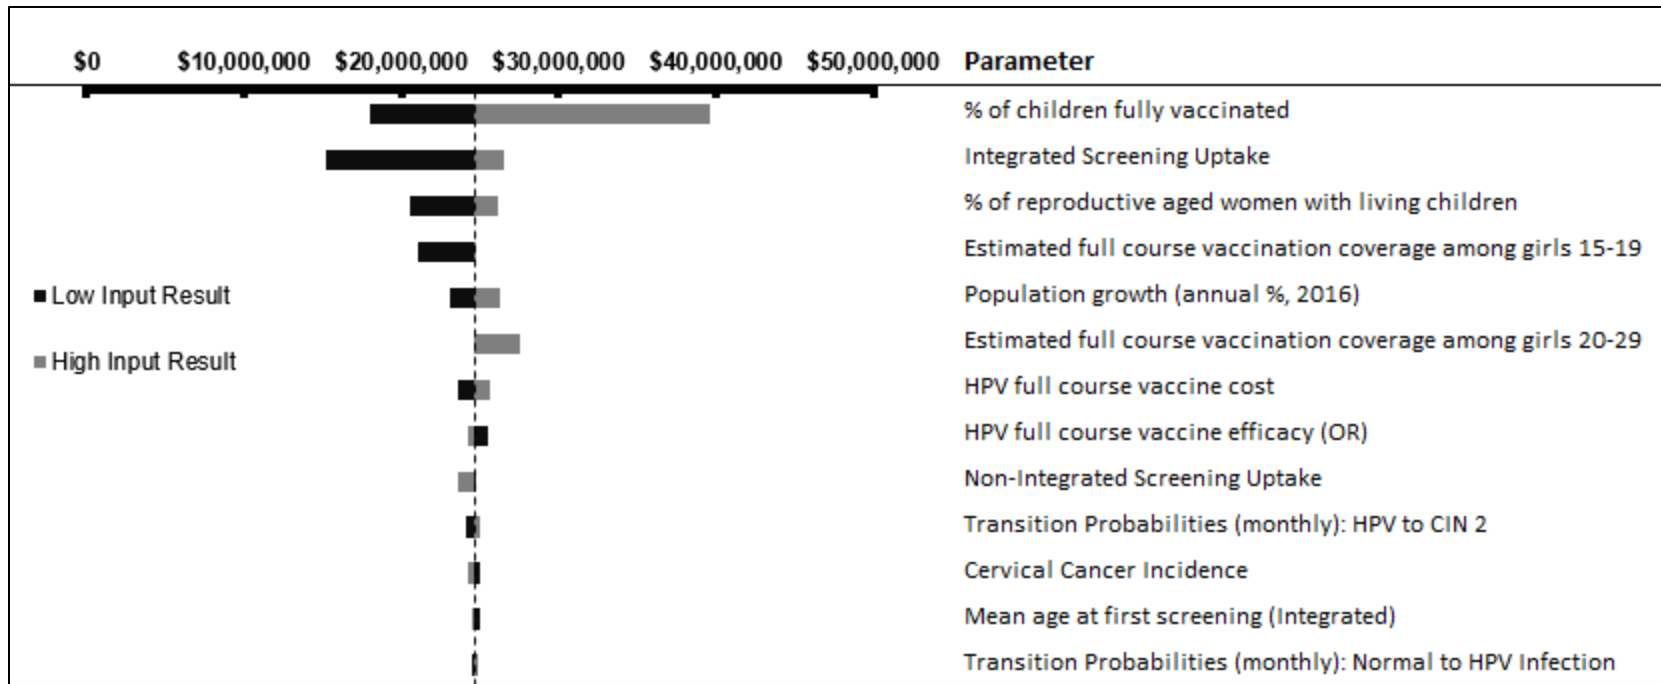 $0 $10,000,000 $20,000,000 $30,000,000 $40,000,000 $50,000,000 Parameter
% of children fully vaccinated
Integrated Screening Uptake
% of reproductive aged women with living children
Estimated full course vaccination coverage among girls 15-19
Low Input Result
Population growth (annual %, 2016)
Estimated full course vaccination coverage among girls 20-29
High Input Result
HPV full course vaccine cost
HPV full course vaccine efficacy (OR)
Non-Integrated Screening Uptake
Transition Probabilities (monthly): HPV to CIN 2
Cervical Cancer Incidence
Mean age at first screening (Integrated)
Transition Probabilities (monthly): Normal to HPV Infection